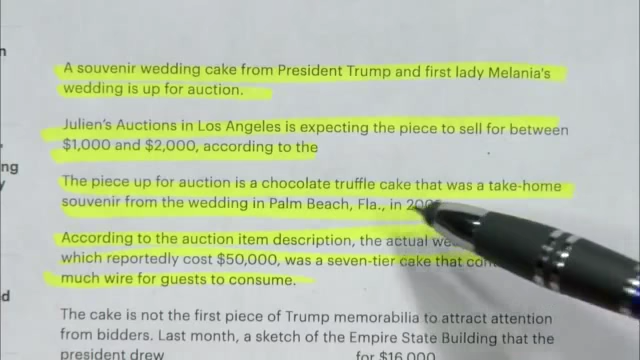 A souvenir wedding cake from President Trump and first lady Melania's
wedding is up for auction.
Julien's Auctions in Los Angeles is expecting the piece to sell for between
$1,000 and $2,000, according to the
The piece up for auction is a chocolate truffle cake that was a take-home
souvenir from the wedding in Palm Beach, Fla., in
According to the auction item description, the actual
which reportedly cost $50,000, was a seven-tier cake that
much wire for guests to consume.
The cake is not the first piece of Trump memorabilia to attract attention
from bidders. Last month, a sketch of the Empire State Building that the
president drew for $16,000
ng
d